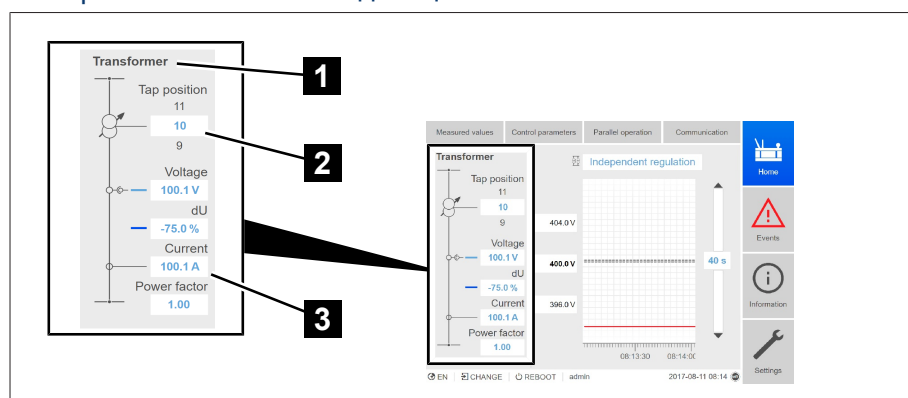 Transformer
1
Tap position
11
10
9
2
Voltage
100.1 V
dU
-75.0 %
Current
100.1 A
3
Power factor
1.00
Measured values
Control parameters
Parallel operation
Communication
Transformer
Tap position
11
10
9
Voltage
100.1 V
dU
-75.0 %
Current
100.1 A
Power factor
1.00
Independent regulation
404.0 V
400.0 V
396.0 V
40 s
08:13:30
08:14:00
Home
Events
Information
Settings
EN
CHANGE
REBOOT
admin
2017-08-11 08:14